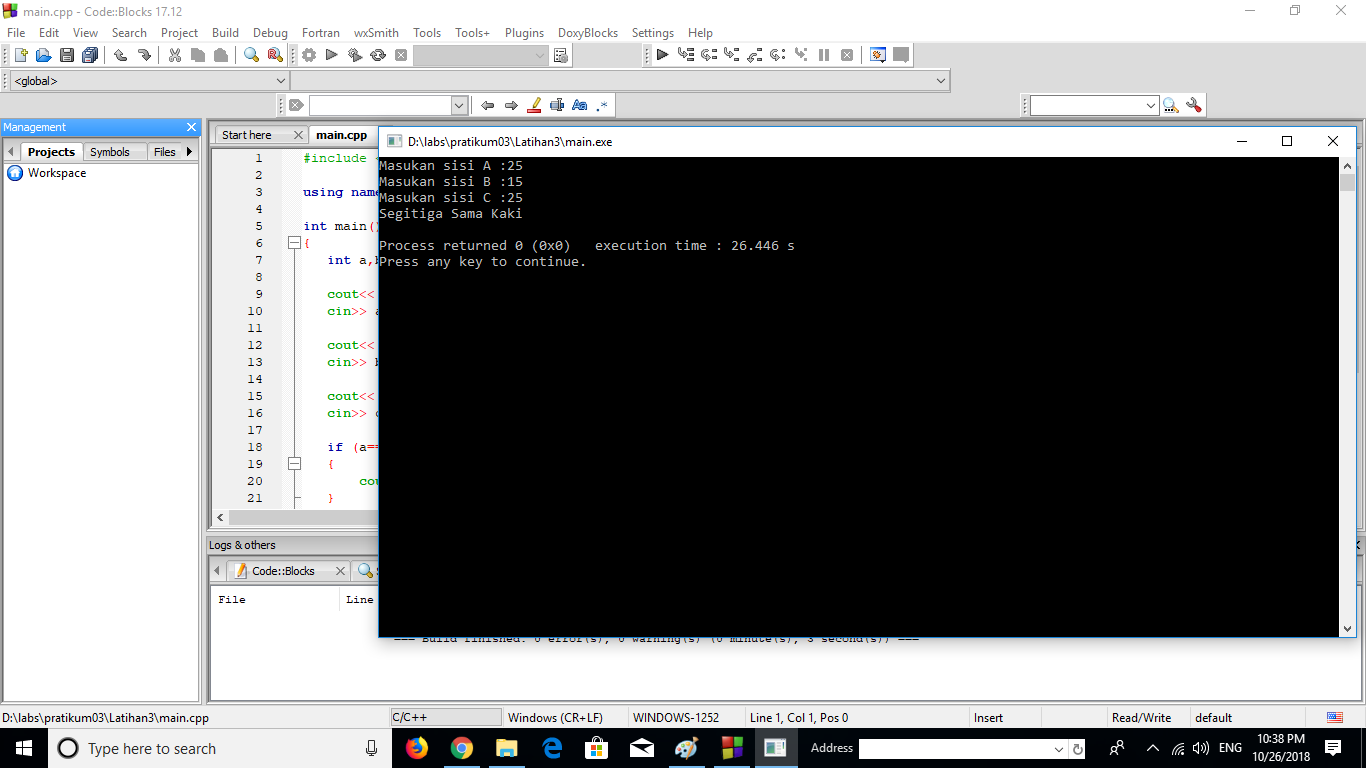 main.cpp - Code::Blocks 17.12
File Edit View Search Project Build Debug Fortran wxSmith Tools Tools+ Plugins DoxyBlocks Settings Help
<global>
Management
Projects Symbols Files
Workspace
Start here main.cpp
1 #include
2
3 using name
4
5 int main()
6 {
7 int a,
8
9 cout<<
10 cin>>
11
12 cout<<
13 cin>>
14
15 cout<<
16 cin>>
17
18 if (a==
19 {
20 cou
21 }
D:\labs\pratikum03\Latihan3\main.exe
Masukan sisi A :25
Masukan sisi B :15
Masukan sisi C :25
Segitiga Sama Kaki
Process returned 0 (0x0) execution time : 26.446 s
Press any key to continue.
Logs & others
Code::Blocks
File Line
=== Build finished: 0 error(s), 0 warning(s) (0 minute(s), 3 second(s)) ===
D:\labs\pratikum03\Latihan3\main.cpp C/C++ Windows (CR+LF) WINDOWS-1252 Line 1, Col 1, Pos 0 Insert Read/Write default
Type here to search Address ENG 10:38 PM
10/26/2018